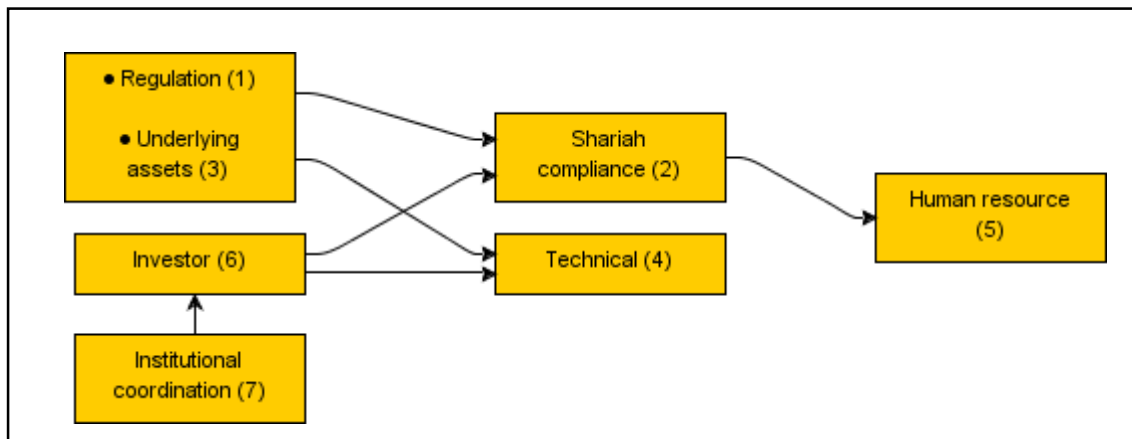 ● Regulation (1)
● Underlying
assets (3)
Shariah
compliance (2)
Human resource
(5)
Investor (6)
Technical (4)
Institutional
coordination (7)